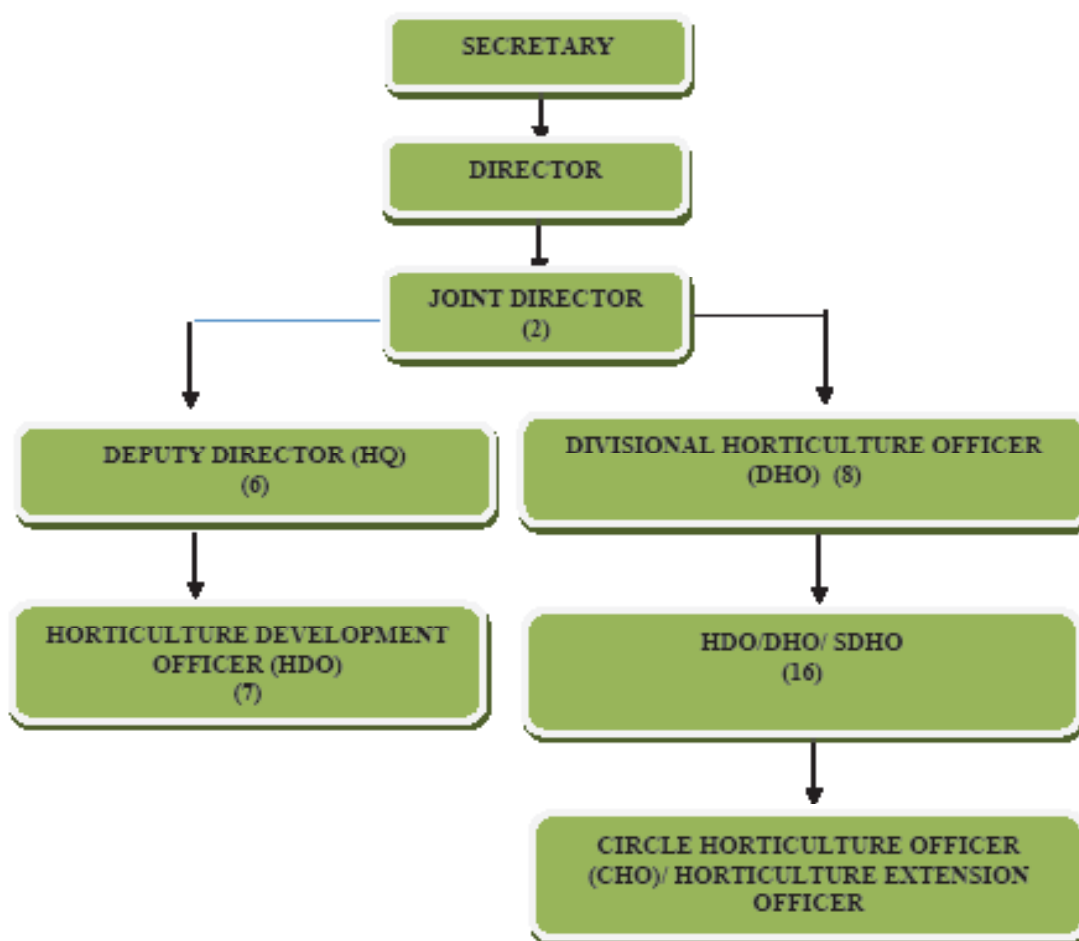 SECRETARY
DIRECTOR
JOINT DIRECTOR
(2)
DEPUTY DIRECTOR (HQ)
(6)
DIVISIONAL HORTICULTURE OFFICER
(DHO) (8)
HORTICULTURE DEVELOPMENT
OFFICER (HDO)
(7)
HDO/DHO/ SDHO
(16)
CIRCLE HORTICULTURE OFFICER
(CHO)/ HORTICULTURE EXTENSION
OFFICER